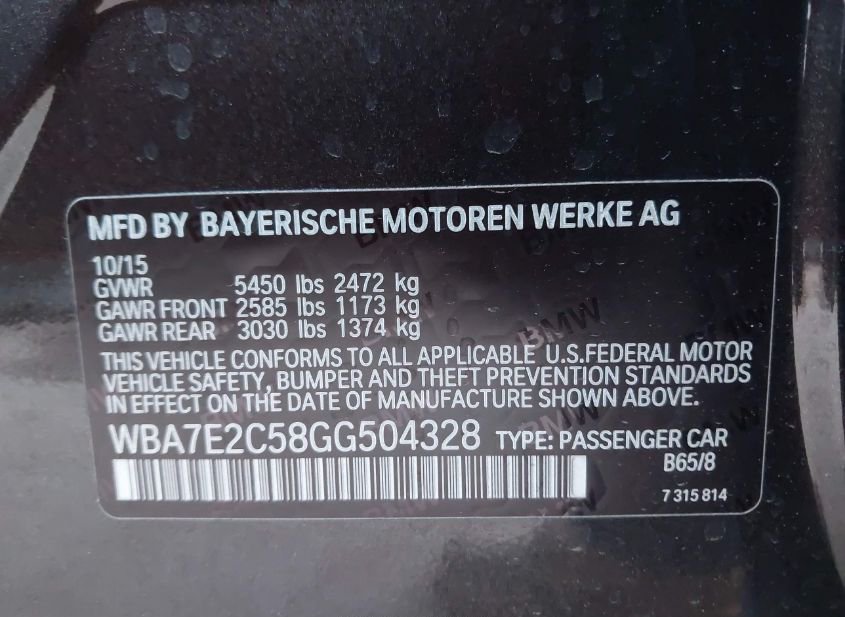 MFD BY BAYERISCHE MOTOREN WERKE AG
10/15
GVWR 5450 lbs 2472 kg
GAWR FRONT 2585 lbs 1173 kg
GAWR REAR 3030 lbs 1374 kg
THIS VEHICLE CONFORMS TO ALL APPLICABLE U.S.FEDERAL MOTOR
VEHICLE SAFETY, BUMPER AND THEFT PREVENTION STANDARDS
IN EFFECT ON THE DATE OF MANUFACTURE SHOWN ABOVE.
WBA7E2C58GG504328 TYPE: PASSENGER CAR
B65/8
7 315 814
BMW